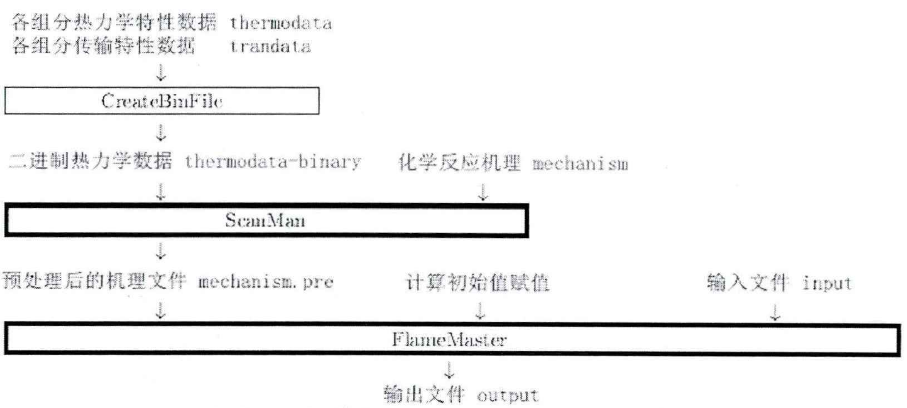 各组分热力学特性数据 thermodata
各组分传输特性数据 trandata
CreateBinFile
二进制热力学数据 thermodata-binary 化学反应机理 mechanism
ScanMan
预处理后的机理文件 mechanism.pre 计算初始值赋值 输入文件 input
FlameMaster
输出文件 output